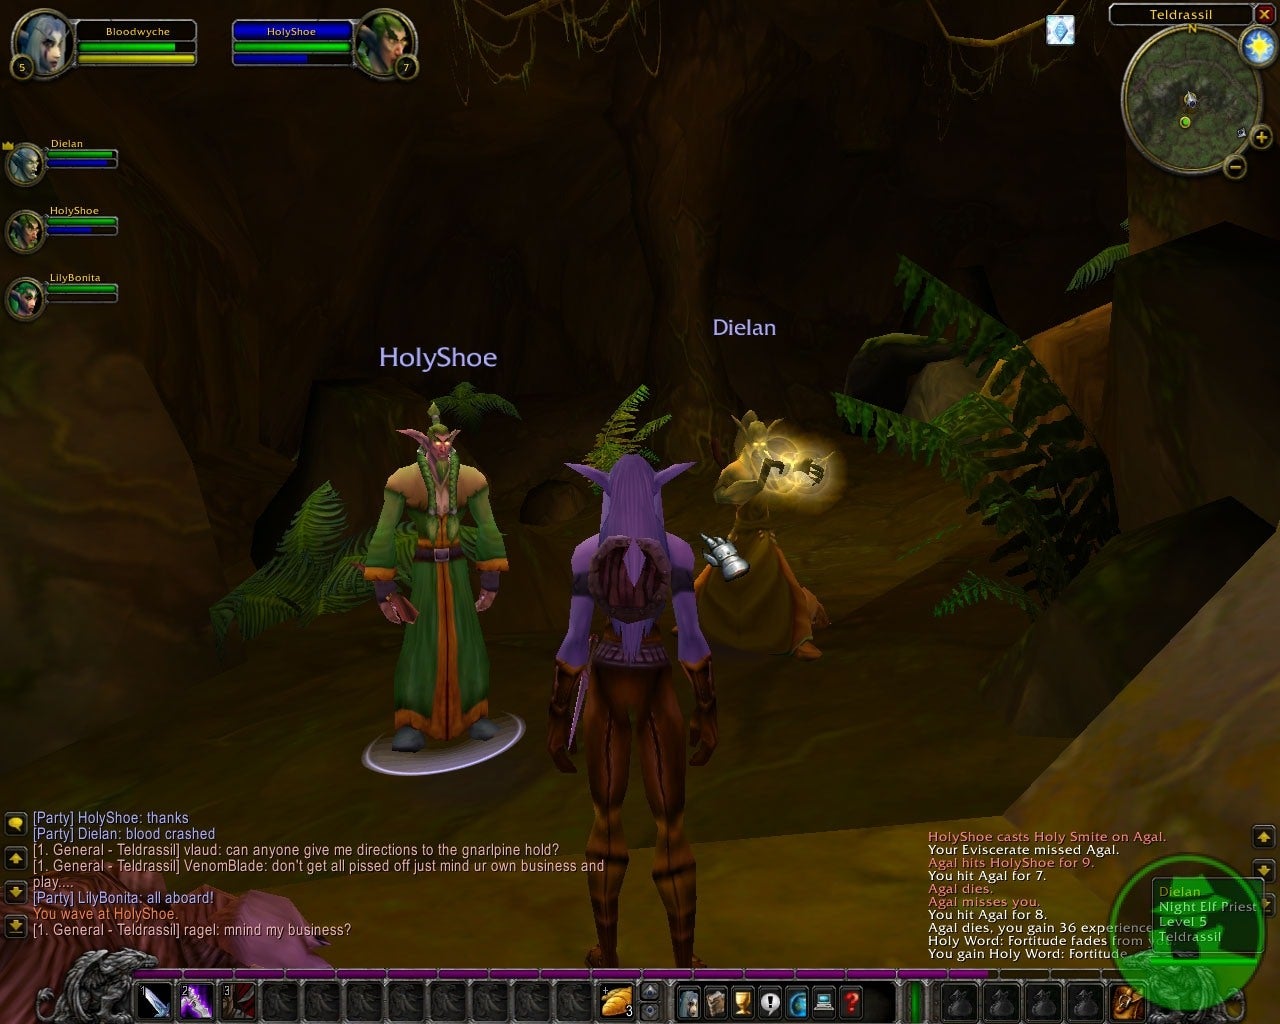 Bloodwyche
5
HolyShoe
7
Teldrassil
N
Dielan
HolyShoe
LilyBonita
Dielan
HolyShoe
[Party] HolyShoe: thanks
[Party] Dielan: blood crashed
[1. General - Teldrassil] vlaud: can anyone give me directions to the gnarlpine hold?
[1. General - Teldrassil] VenomBlade: don't get all pissed off just mind ur own business and
play....
[Party] LilyBonita: all aboard!
You wave at HolyShoe.
[1. General - Teldrassil] ragel: mnind my business?
HolyShoe casts Holy Smite on Agal.
Your Eviscerate missed Agal.
Agal hits HolyShoe for 9.
You hit Agal for 7.
Agal dies.
Agal misses you.
You hit Agal for 8.
Agal dies, you gain 36 experience
Holy Word: Fortitude fades from
You gain Holy Word: Fortitude
Dielan
Night Elf Priest
Level 5
Teldrassil
1
2
3
+
3